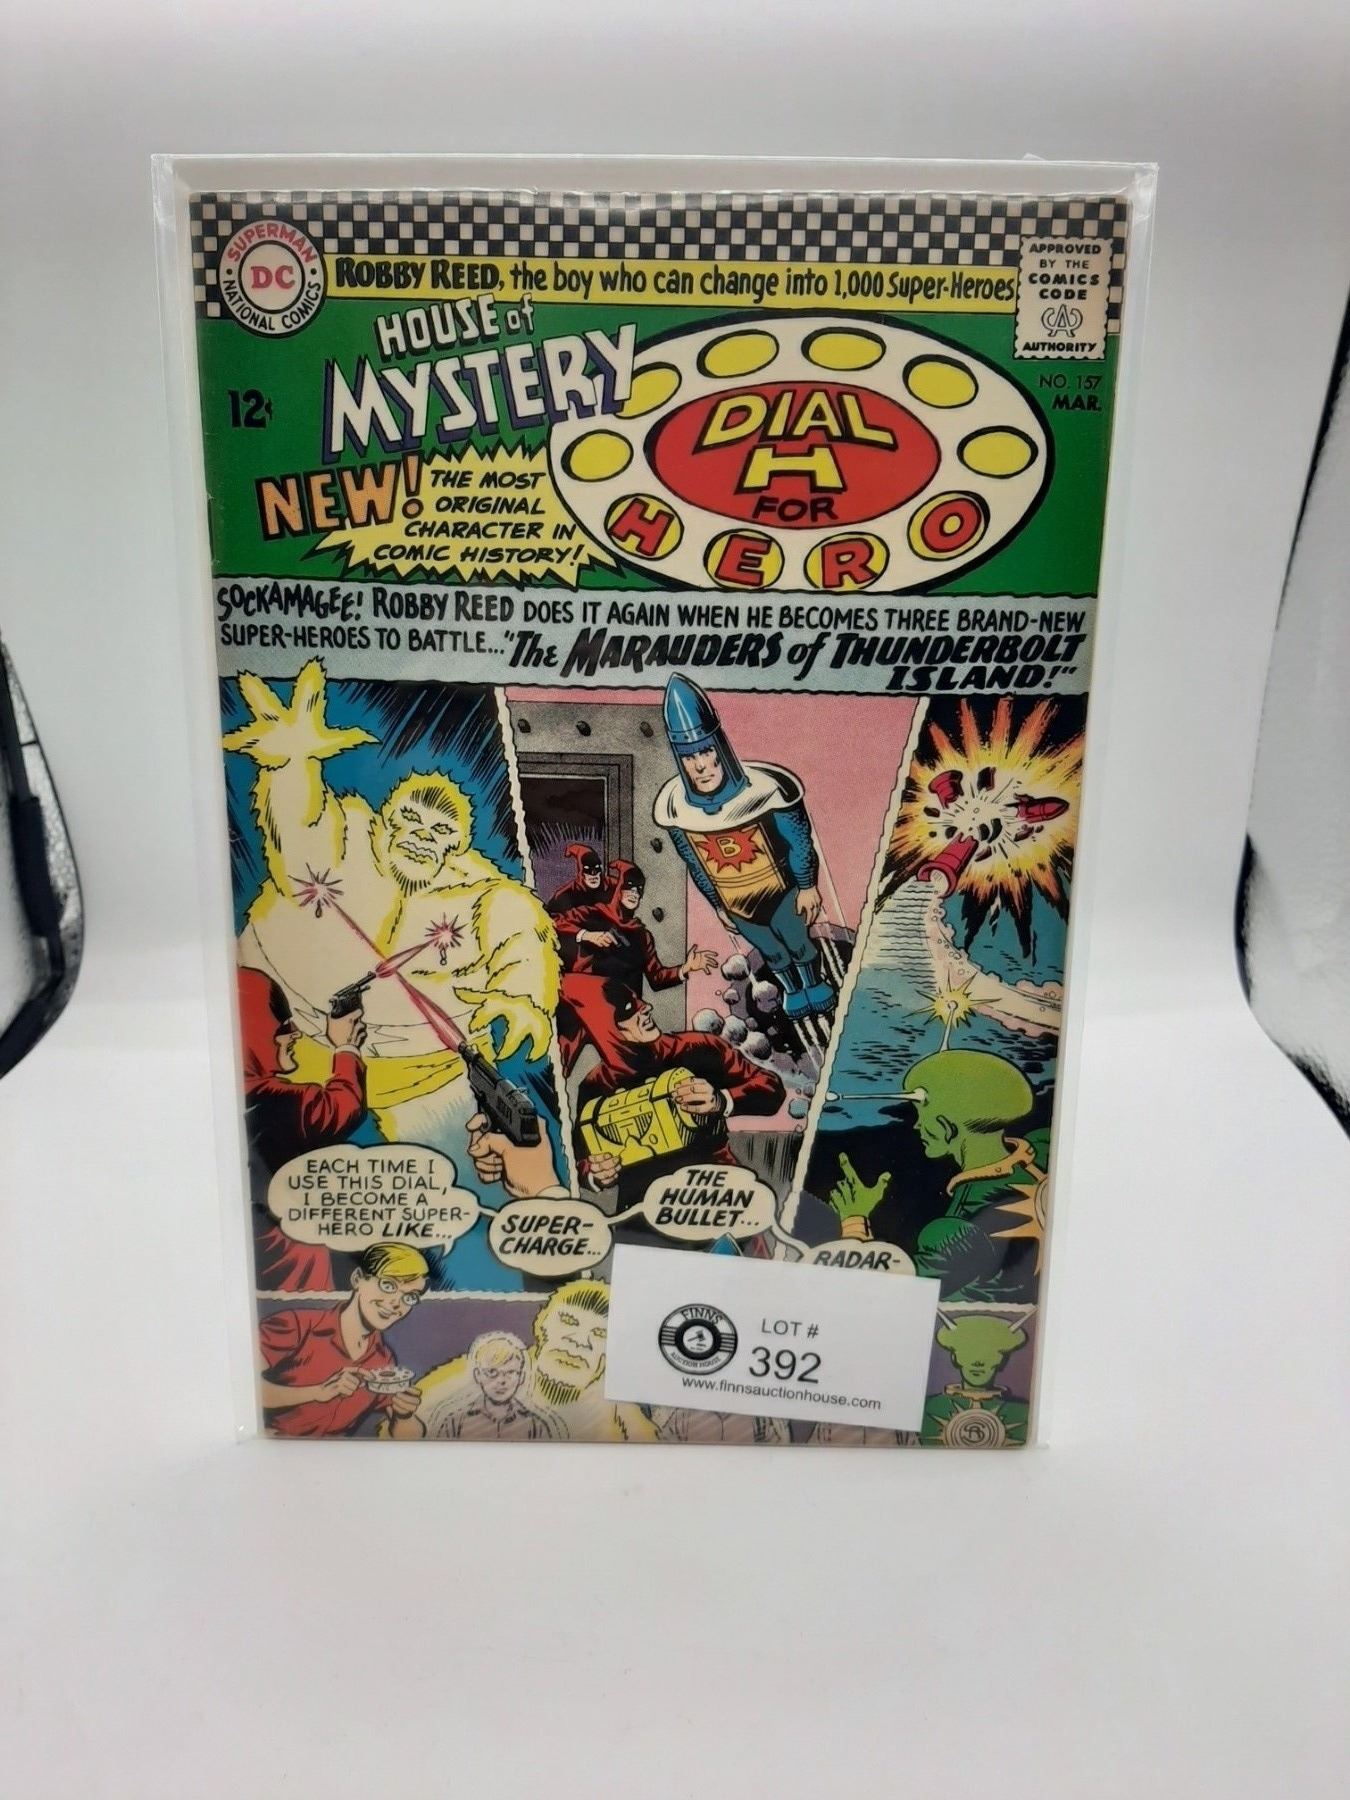 SUPERMAN
DC
NATIONAL COMICS
ROBBY REED, the boy who can change into 1,000 Super-Heroes
APPROVED
BY THE
COMICS
CODE
CA
AUTHORITY
HOUSE of
MYSTERY
12¢
NO. 157
MAR.
DIAL
H
FOR
HERO
NEW!
THE MOST
ORIGINAL
CHARACTER IN
COMIC HISTORY!
SOCKAMAGEE! ROBBY REED DOES IT AGAIN WHEN HE BECOMES THREE BRAND-NEW
SUPER-HEROES TO BATTLE..."The MARAUDERS of THUNDERBOLT
ISLAND!"
B
EACH TIME I
USE THIS DIAL,
I BECOME A
DIFFERENT SUPER-
HERO LIKE...
SUPER-
CHARGE...
THE
HUMAN
BULLET...
RADAR-
FINNS
AUCTION HOUSE
LOT #
392
www.finnsauctionhouse.com